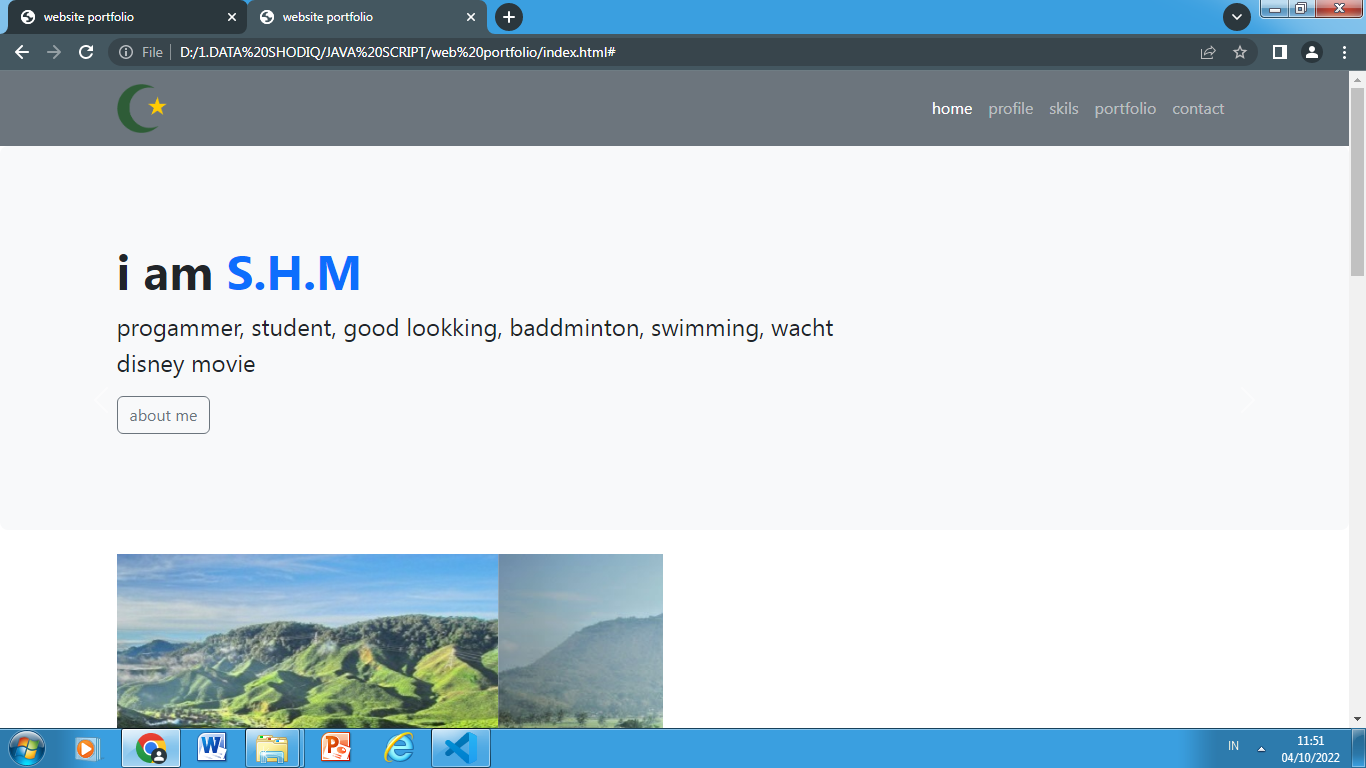 website portfolio
website portfolio
File
D:/1.DATA%20SHODIQ/JAVA%20SCRIPT/web%20portfolio/index.html#
home profile skils portfolio contact
i am S.H.M
progammer, student, good lookking, baddminton, swimming, wacht
disney movie
about me
IN
11:51
04/10/2022